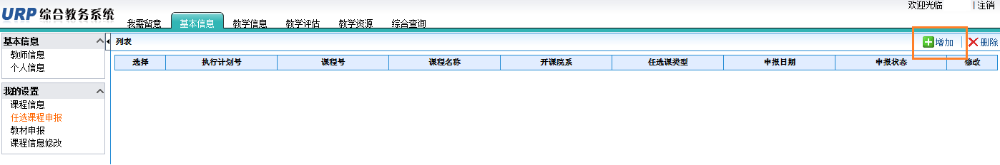 URP 综合教务系统
欢迎光临 | 注销
我需留意 基本信息 教学信息 教学评估 教学资源 综合查询
基本信息
教师信息
个人信息
我的设置
课程信息
任选课程申报
教材申报
课程信息修改
列表 增加 删除
选择 执行计划号 课程号 课程名称 开课院系 任选课类型 申报日期 申报状态 修改